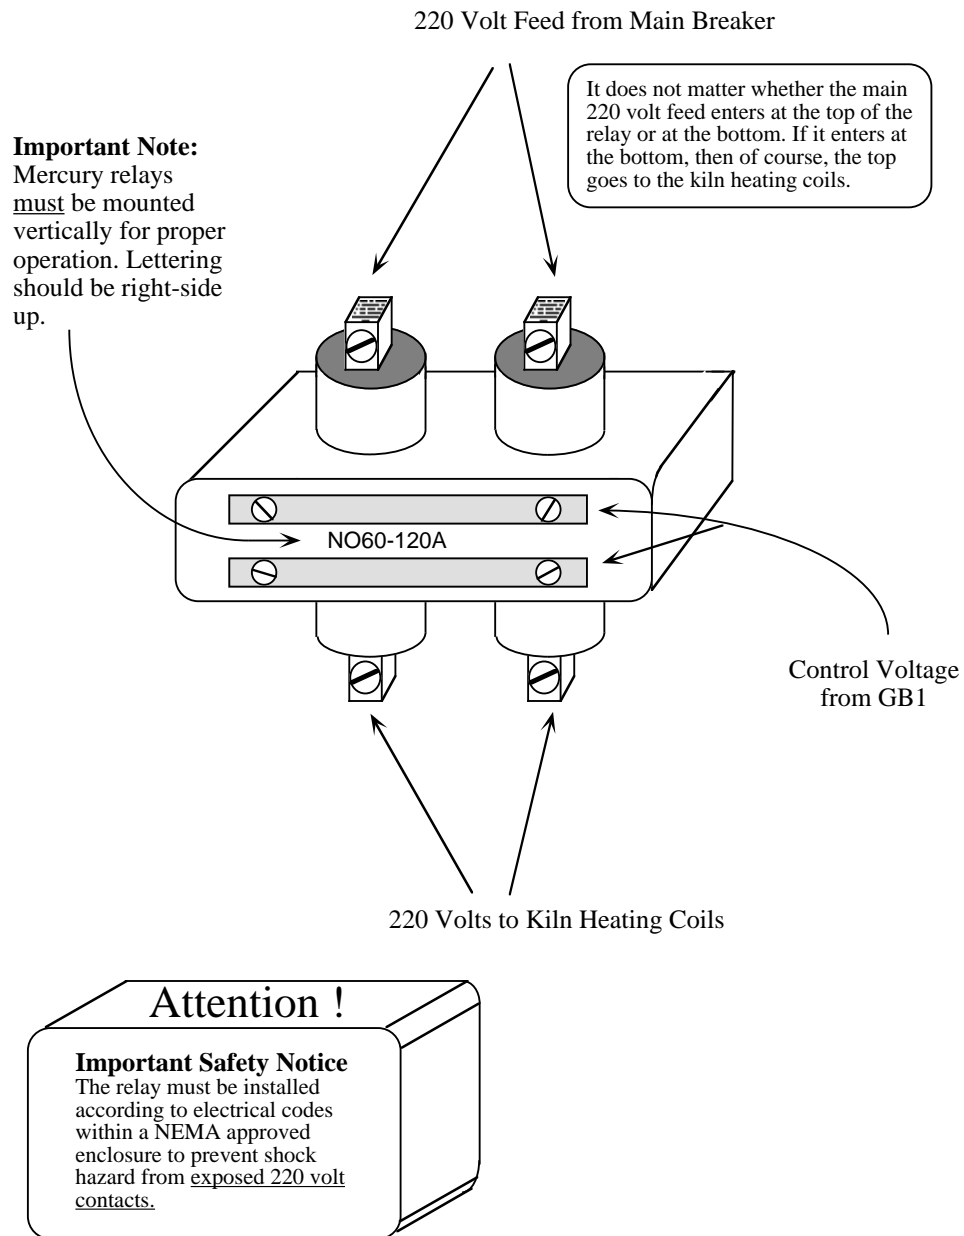 220 Volt Feed from Main Breaker
It does not matter whether the main
220 volt feed enters at the top of the
relay or at the bottom. If it enters at
the bottom, then of course, the top
goes to the kiln heating coils.
Important Note:
Mercury relays
must be mounted
vertically for proper
operation. Lettering
should be right-side
up.
NO60-120A
Control Voltage
from GB1
220 Volts to Kiln Heating Coils
Attention !
Important Safety Notice
The relay must be installed
according to electrical codes
within a NEMA approved
enclosure to prevent shock
hazard from exposed 220 volt
contacts.